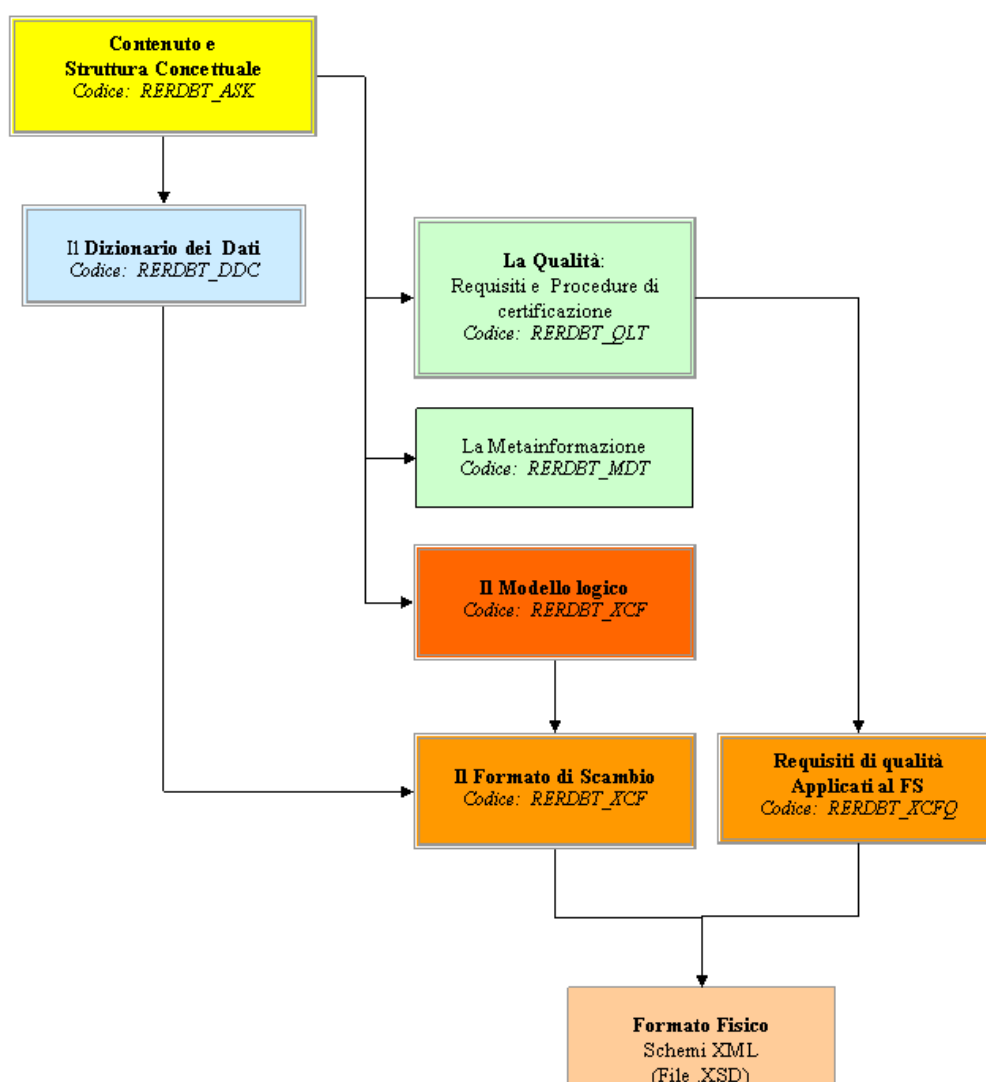 Contenuto e
Struttura Concettuale
Codice: RERDBT_ASK
Il Dizionario dei Dati
Codice: RERDBT_DDC
La Qualità:
Requisiti e Procedure di
certificazione
Codice: RERDBT_QLT
La Metainformazione
Codice: RERDBT_MDT
Il Modello logico
Codice: RERDBT_XCF
Il Formato di Scambio
Codice: RERDBT_XCF
Requisiti di qualità
Applicati al FS
Codice: RERDBT_XCFQ
Formato Fisico
Schemi XML
(File .XSD)